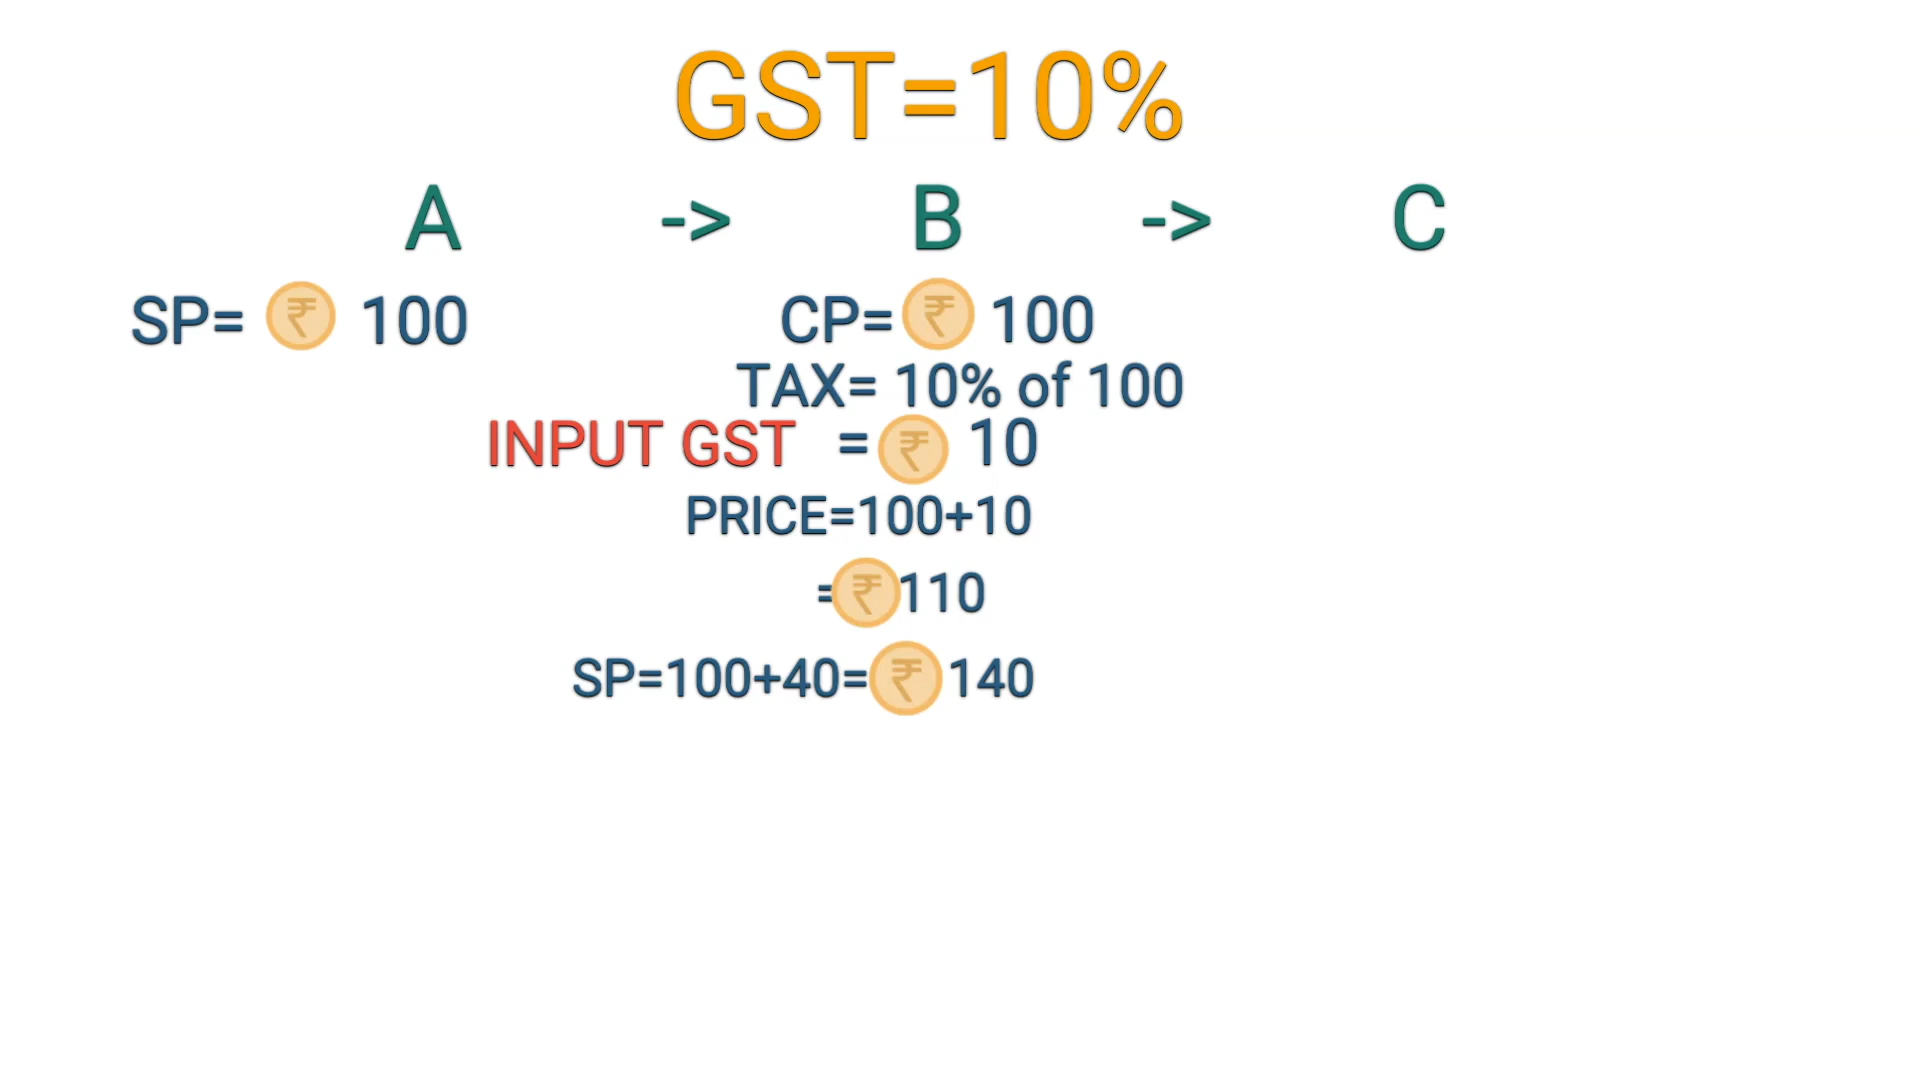 GST=10%
A -> B -> C
SP= ₹ 100 CP= ₹ 100
TAX= 10% of 100
INPUT GST = ₹ 10
PRICE=100+10
=₹110
SP=100+40=₹ 140